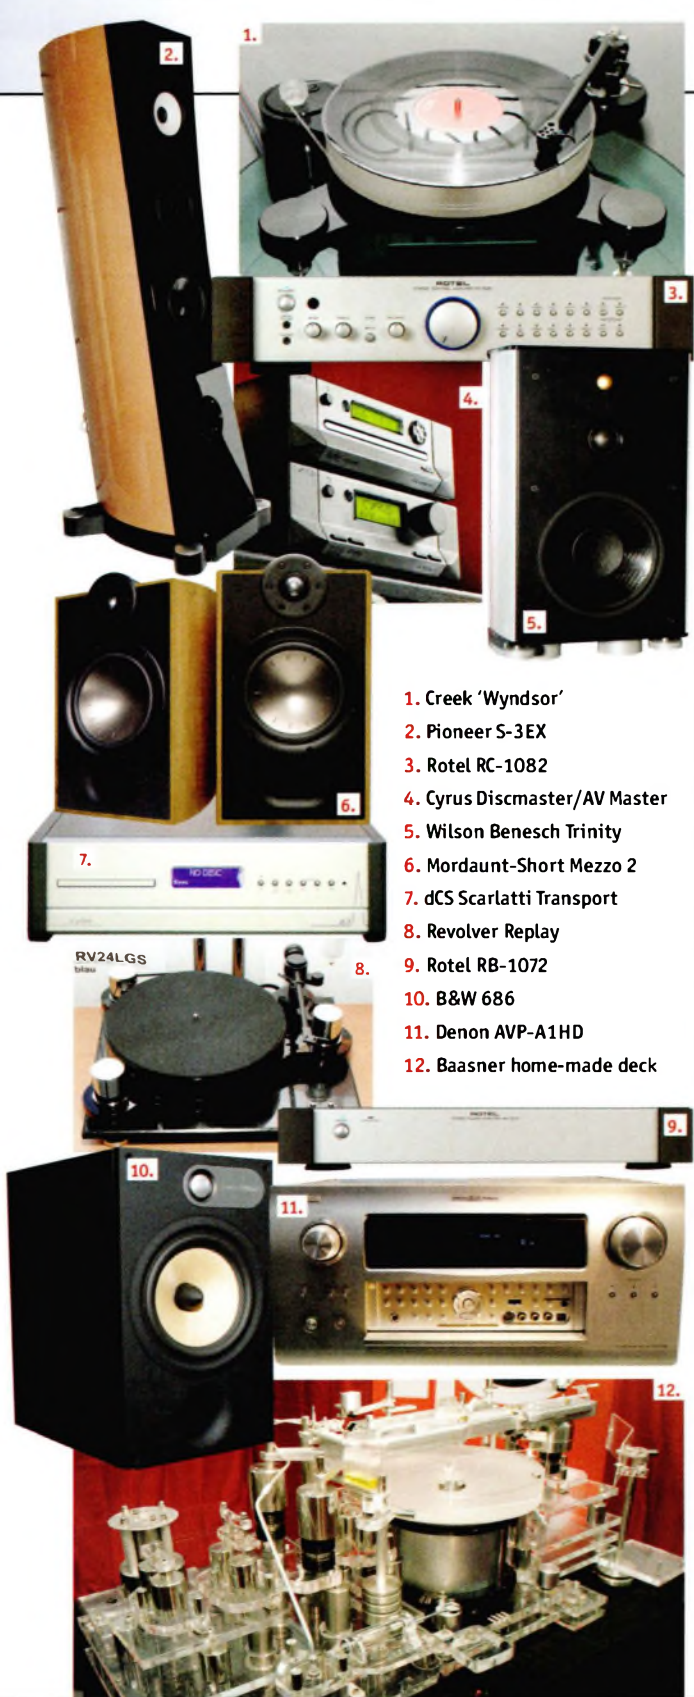 1.
2.
ROTEL
3.
4.
5.
6.
1. Creek ‘Wyndsor’
2. Pioneer S-3EX
3. Rotel RC-1082
4. Cyrus Discmaster/AV Master
5. Wilson Benesch Trinity
6. Mordaunt-Short Mezzo 2
7. dCS Scarlatti Transport
8. Revolver Replay
9. Rotel RB-1072
10. B&W 686
11. Denon AVP-A1HD
12. Baasner home-made deck
7.
NO DISC
RV24LGS
blau
8.
ROTEL
9.
10.
11.
12.